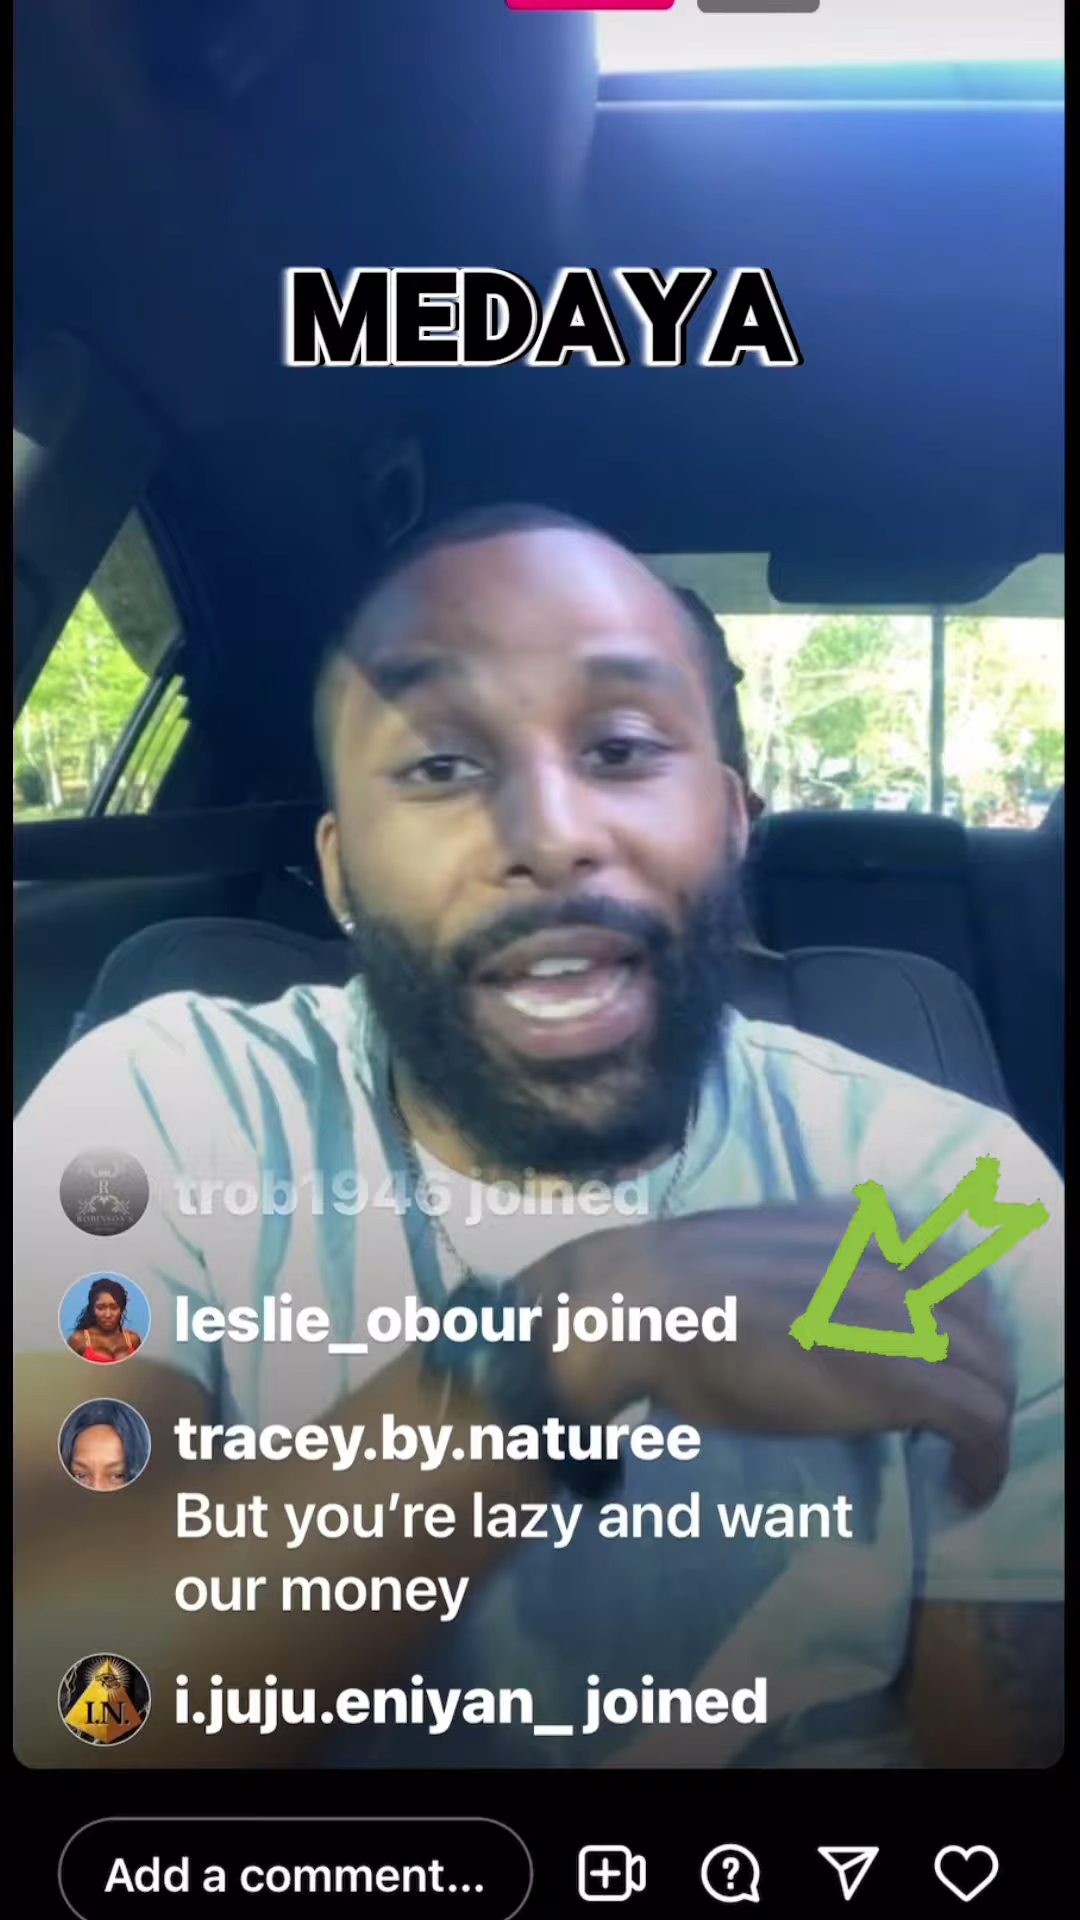 MEDAYA
trob1946 joined
leslie_obour joined
tracey.by.naturee
But you’re lazy and want
our money
I.N.
i.juju.eniyan_ joined
Add a comment...